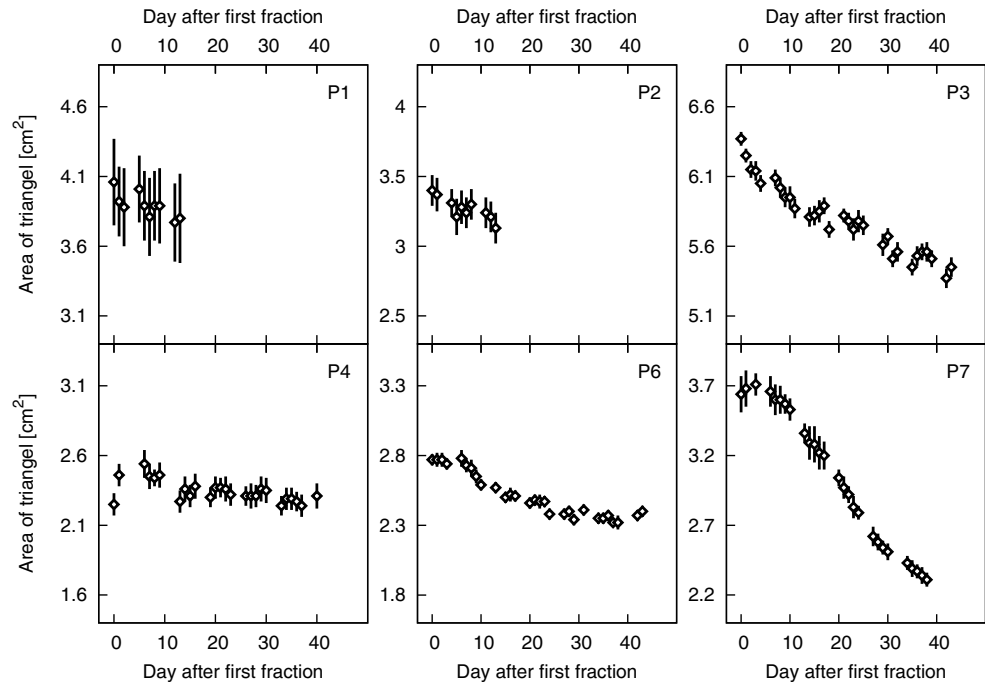 Day after first fraction Day after first fraction Day after first fraction
0 10 20 30 40 0 10 20 30 40 0 10 20 30 40
P1 P2 P3
4.6 4 6.6
4.1 3.5 6.1
3.6 3 5.6
3.1 2.5 5.1
Area of triangel [cm²]
P4 P6 P7
3.1 3.3 3.7
2.6 2.8 3.2
2.1 2.3 2.7
1.6 1.8 2.2
Area of triangel [cm²]
0 10 20 30 40 0 10 20 30 40 0 10 20 30 40
Day after first fraction Day after first fraction Day after first fraction